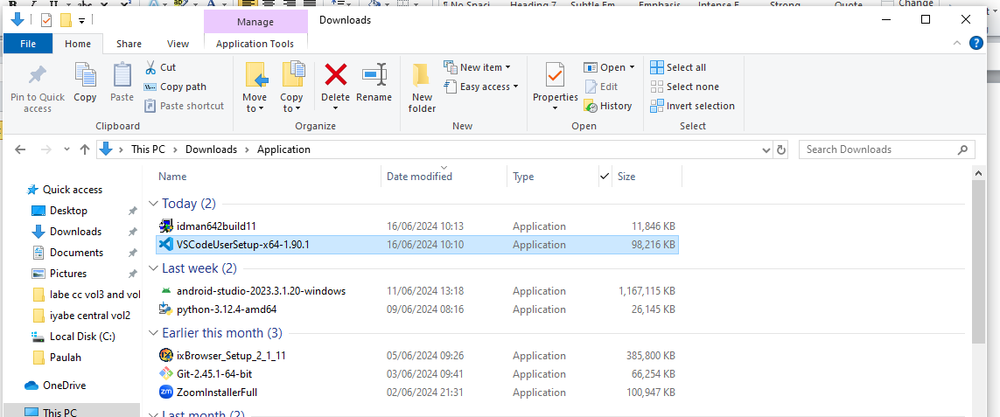 ¶ No Spaci Heading 7 Subtle Em Emphasis Intense E Strong Quote Change
Manage Downloads
File Home Share View Application Tools
Pin to Quick access
Copy
Paste
Cut
Copy path
Paste shortcut
Clipboard
Move to
Copy to
Delete
Rename
Organize
New folder
New item
Easy access
New
Properties
Open
Edit
History
Open
Select all
Select none
Invert selection
Select
This PC > Downloads > Application
Search Downloads
Name Date modified Type Size
Quick access
Desktop
Downloads
Documents
Pictures
labe cc vol3 and vol
iyabe central vol2
Local Disk (C:)
Paulah
OneDrive
This PC
Today (2)
idman642build11 16/06/2024 10:13 Application 11,846 KB
VSCodeUserSetup-x64-1.90.1 16/06/2024 10:10 Application 98,216 KB
Last week (2)
android-studio-2023.3.1.20-windows 11/06/2024 13:18 Application 1,167,115 KB
python-3.12.4-amd64 09/06/2024 08:16 Application 26,145 KB
Earlier this month (3)
ixBrowser_Setup_2_1_11 05/06/2024 09:26 Application 385,800 KB
Git-2.45.1-64-bit 03/06/2024 09:41 Application 66,254 KB
ZoomInstallerFull 02/06/2024 21:31 Application 100,947 KB
Last month (2)